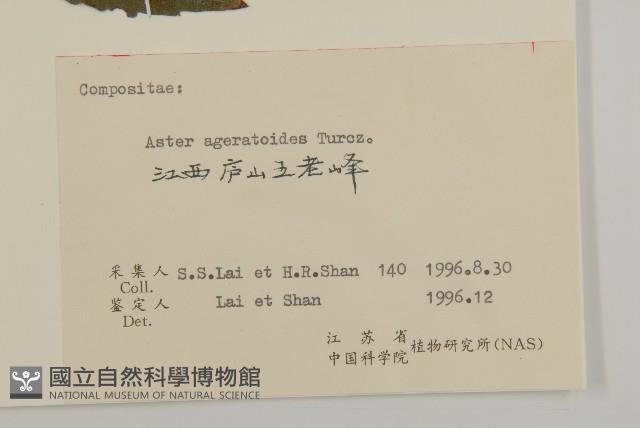 Compositae:
Aster ageratoides Turcz.
江西庐山五老峰
采集人 S.S.Lai et H.R.Shan 140 1996.8.30
Coll.
鉴定人 Lai et Shan 1996.12
Det.
江苏省
中国科学院 植物研究所(NAS)
國立自然科學博物館
NATIONAL MUSEUM OF NATURAL SCIENCE